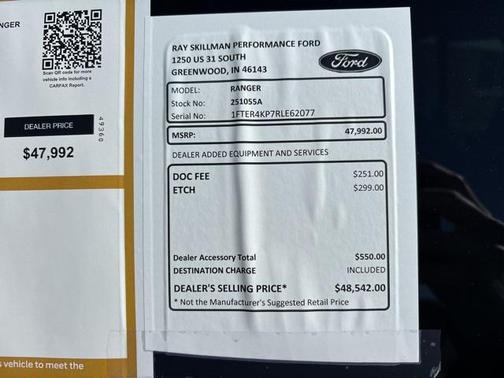 NGER
Scan QR code for more
vehicle info including a
CARFAX Report.
DEALER PRICE
49360
$47,992
s vehicle to meet the
RAY SKILLMAN PERFORMANCE FORD
1250 US 31 SOUTH
GREENWOOD, IN 46143
Ford
MODEL: RANGER
Stock No: 251055A
Serial No: 1FTER4KP7RLE62077
MSRP: 47,992.00
DEALER ADDED EQUIPMENT AND SERVICES
DOC FEE $251.00
ETCH $299.00
Dealer Accessory Total $550.00
DESTINATION CHARGE INCLUDED
DEALER'S SELLING PRICE* $48,542.00
* Not the Manufacturer's Suggested Retail Price